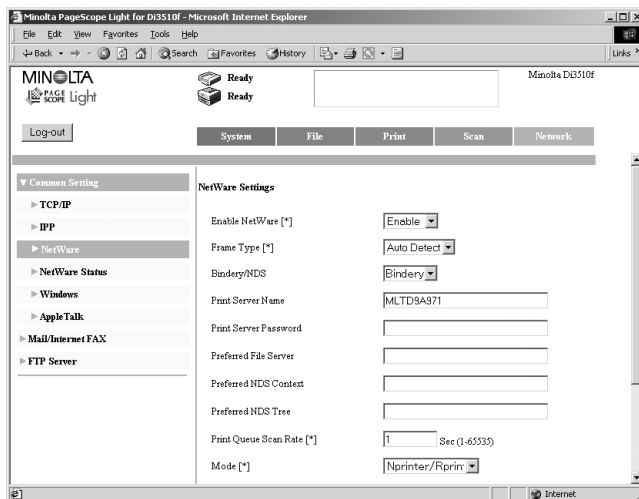 Minolta PageScope Light for Di3510f - Microsoft Internet Explorer
File Edit View Favorites Tools Help
Back Search Favorites History Links »
MINOLTA
PAGE SCOPE Light
Ready
Ready
Minolta Di3510f
Log-out
System File Print Scan Network
Common Setting
TCP/IP
IPP
NetWare
NetWare Status
Windows
AppleTalk
Mail/Internet FAX
FTP Server
NetWare Settings
Enable NetWare [*] Enable
Frame Type [*] Auto Detect
Bindery/NDS Bindery
Print Server Name MLTD9A971
Print Server Password
Preferred File Server
Preferred NDS Context
Preferred NDS Tree
Print Queue Scan Rate [*] 1 Sec (1-65535)
Mode [*] Nprinter/Rprin
Internet